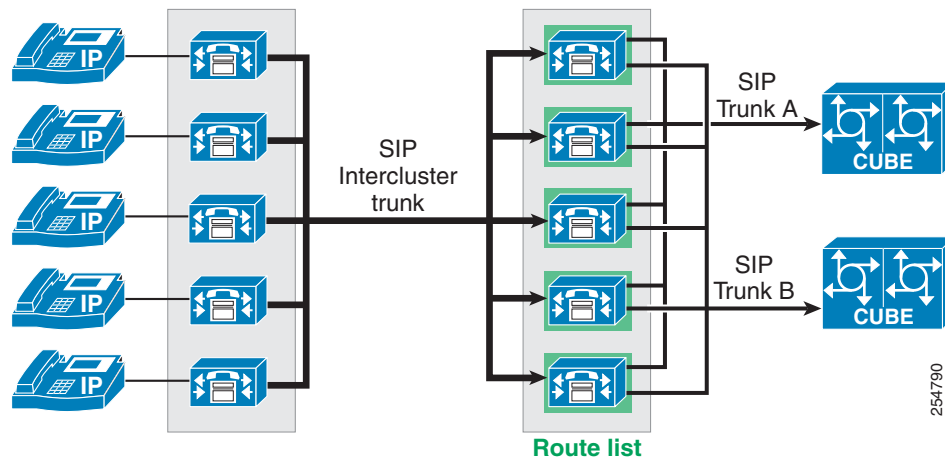 IP
IP
IP
IP
IP
SIP
Intercluster
trunk
SIP
Trunk A
SIP
Trunk B
CUBE
CUBE
Route list
254790